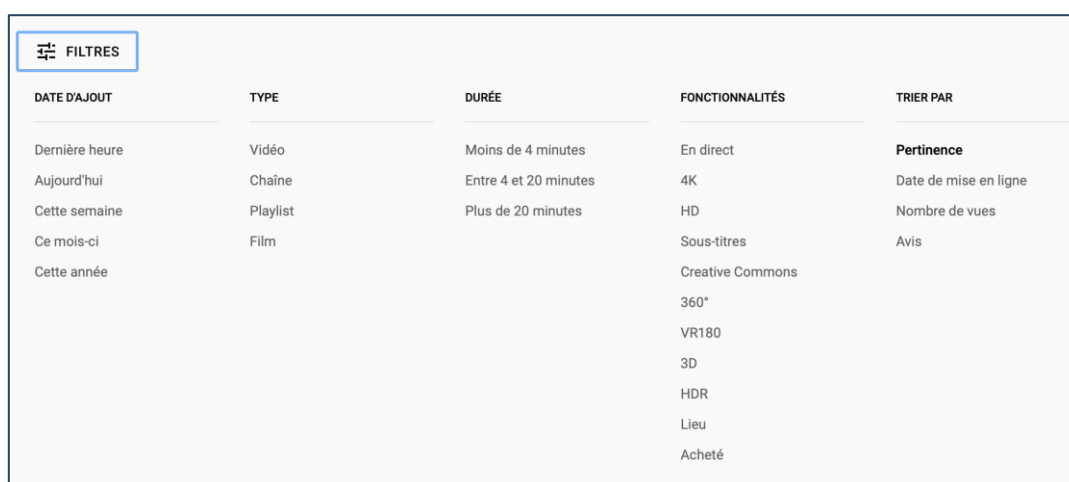 FILTRES
DATE D'AJOUT
Dernière heure
Aujourd'hui
Cette semaine
Ce mois-ci
Cette année
TYPE
Vidéo
Chaîne
Playlist
Film
DURÉE
Moins de 4 minutes
Entre 4 et 20 minutes
Plus de 20 minutes
FONCTIONNALITÉS
En direct
4K
HD
Sous-titres
Creative Commons
360°
VR180
3D
HDR
Lieu
Acheté
TRIER PAR
Pertinence
Date de mise en ligne
Nombre de vues
Avis